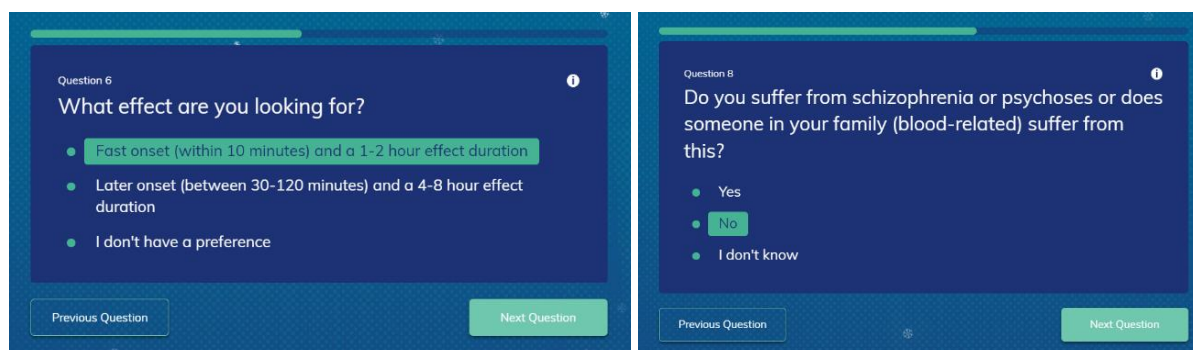 Question 6
What effect are you looking for?
Fast onset (within 10 minutes) and a 1-2 hour effect duration
Later onset (between 30-120 minutes) and a 4-8 hour effect
duration
I don't have a preference
Previous Question
Next Question
Question 8
Do you suffer from schizophrenia or psychoses or does
someone in your family (blood-related) suffer from
this?
Yes
No
I don't know
Previous Question
Next Question